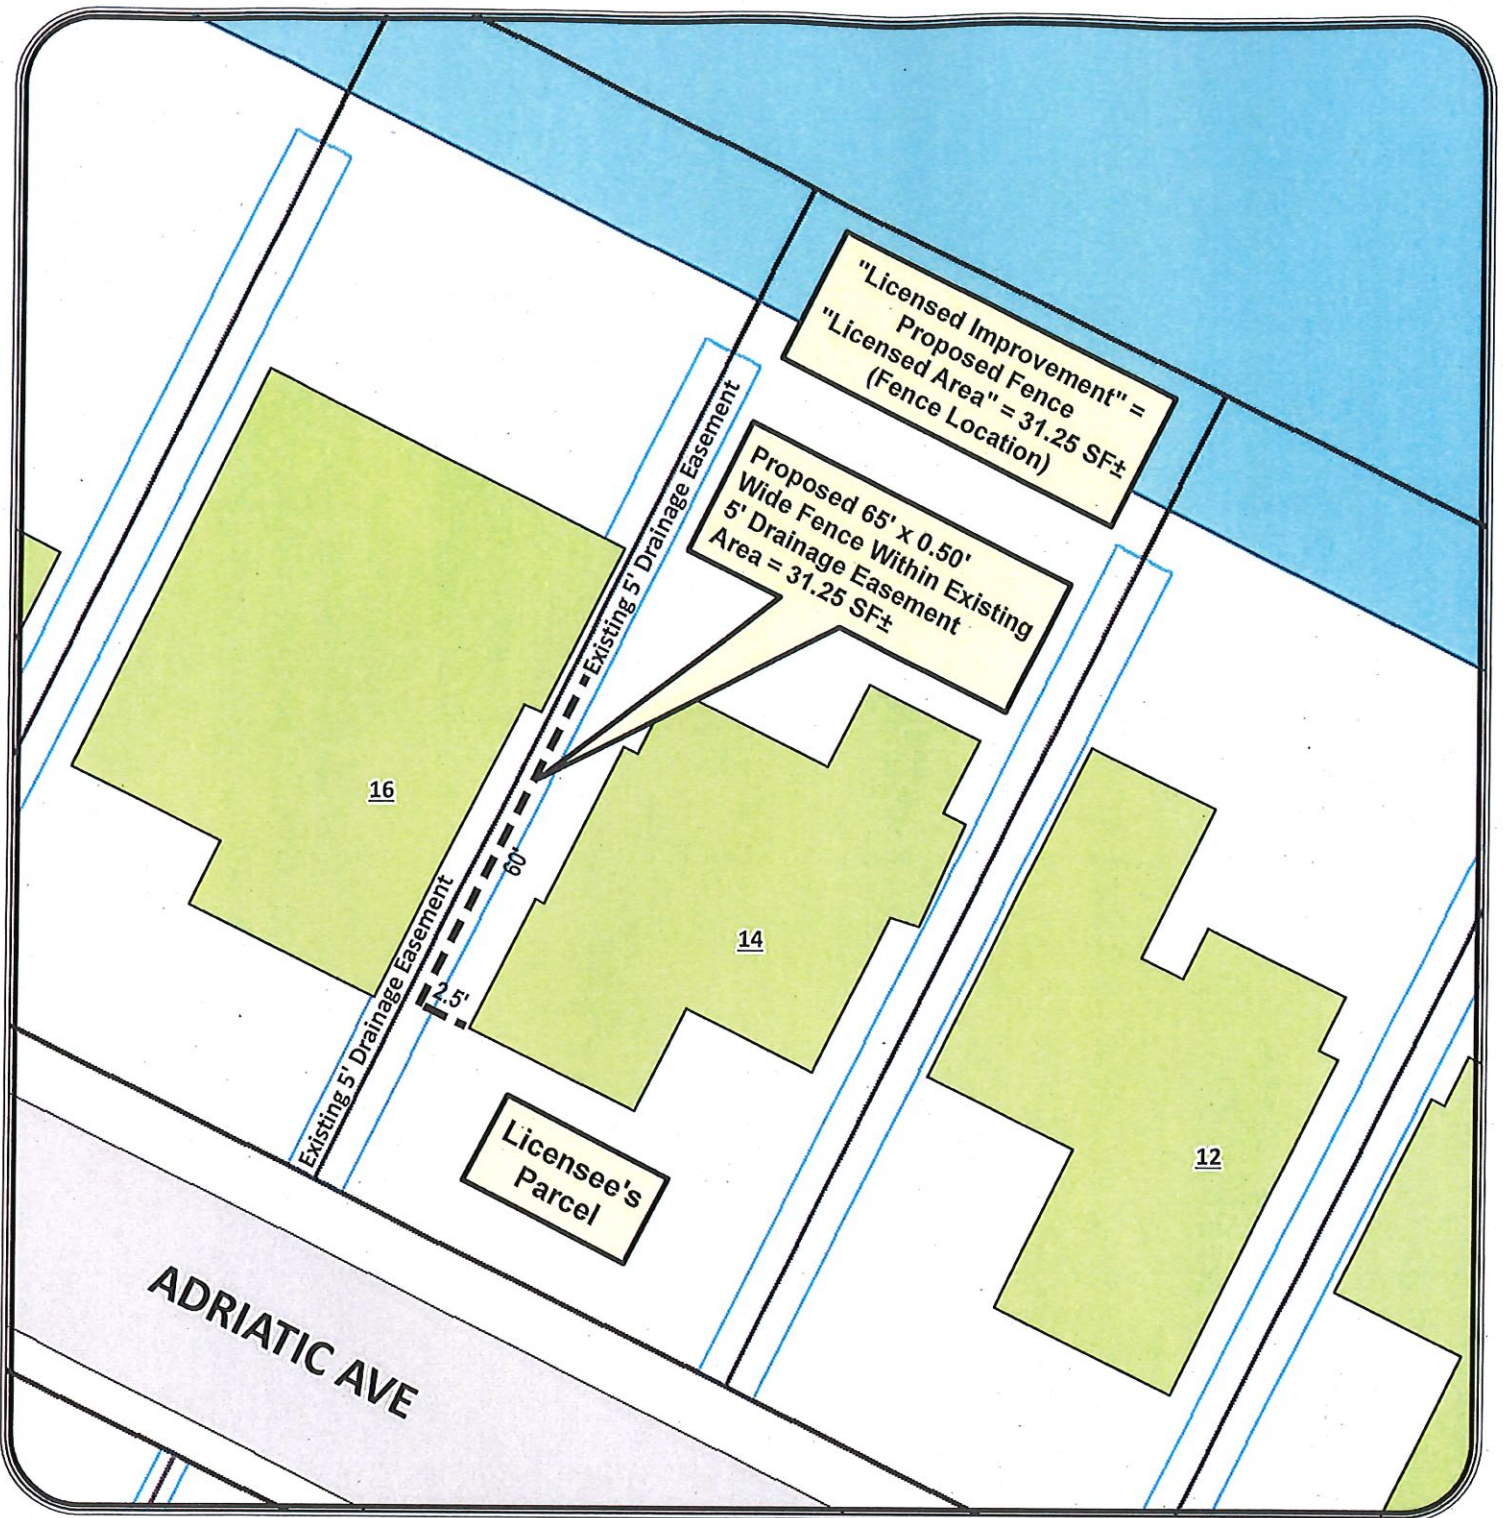 "Licensed Improvement" =
Proposed Fence
"Licensed Area" = 31.25 SF±
(Fence Location)
Proposed 65' x 0.50'
Wide Fence Within Existing
5' Drainage Easement
Area = 31.25 SF±
Existing 5' Drainage Easement
Existing 5' Drainage Easement
16
60'
14
2.5'
12
Licensee's
Parcel
ADRIATIC AVE